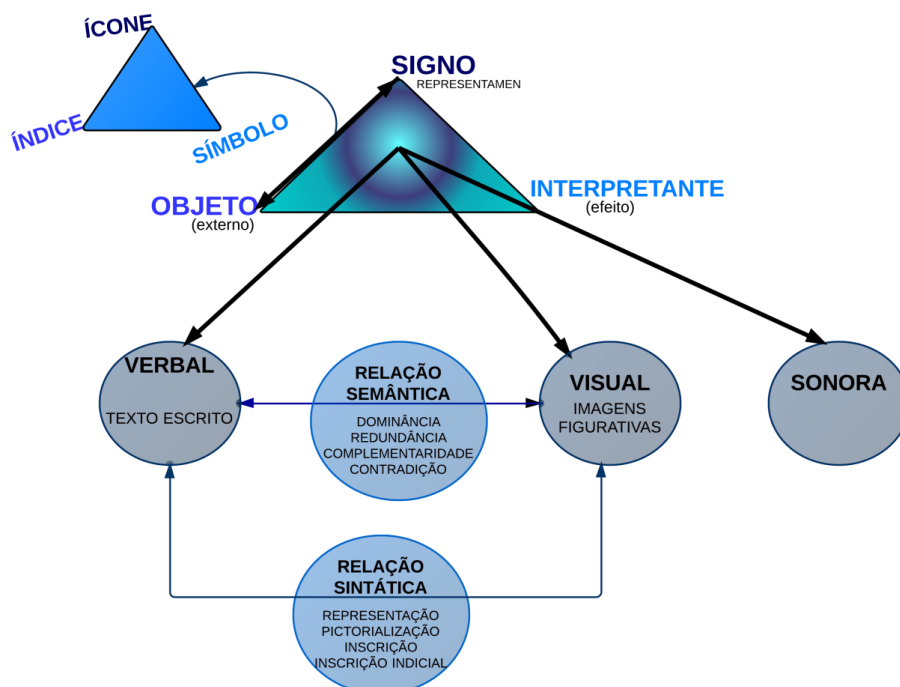 ÍCONE
ÍNDICE
SÍMBOLO
SIGNO
REPRESENTAMEN
OBJETO
(externo)
INTERPRETANTE
(efeito)
VERBAL
TEXTO ESCRITO
RELAÇÃO
SEMÂNTICA
DOMINÂNCIA
REDUNDÂNCIA
COMPLEMENTARIDADE
CONTRADIÇÃO
VISUAL
IMAGENS
FIGURATIVAS
SONORA
RELAÇÃO
SINTÁTICA
REPRESENTAÇÃO
PICTORIALIZAÇÃO
INSCRIÇÃO
INSCRIÇÃO INDICIAL